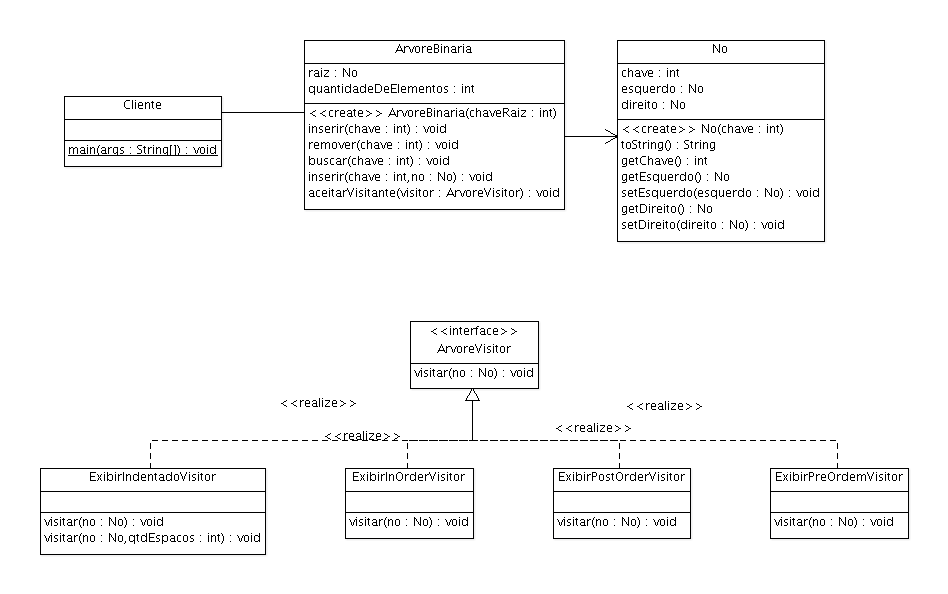 Cliente
main(args : String[]) : void
ArvoreBinaria
raiz : No
quantidadeDeElementos : int
<<create>> ArvoreBinaria(chaveRaiz : int)
inserir(chave : int) : void
remover(chave : int) : void
buscar(chave : int) : void
inserir(chave : int,no : No) : void
aceitarVisitante(visitor : ArvoreVisitor) : void
No
chave : int
esquerdo : No
direito : No
<<create>> No(chave : int)
toString() : String
getChave() : int
getEsquerdo() : No
setEsquerdo(esquerdo : No) : void
getDireito() : No
setDireito(direito : No) : void
<<interface>>
ArvoreVisitor
visitar(no : No) : void
<<realize>>
<<realize>>
<<realize>>
<<realize>>
ExibirIndentadoVisitor
visitar(no : No) : void
visitar(no : No,qtdEspacos : int) : void
ExibirInOrderVisitor
visitar(no : No) : void
ExibirPostOrderVisitor
visitar(no : No) : void
ExibirPreOrdemVisitor
visitar(no : No) : void